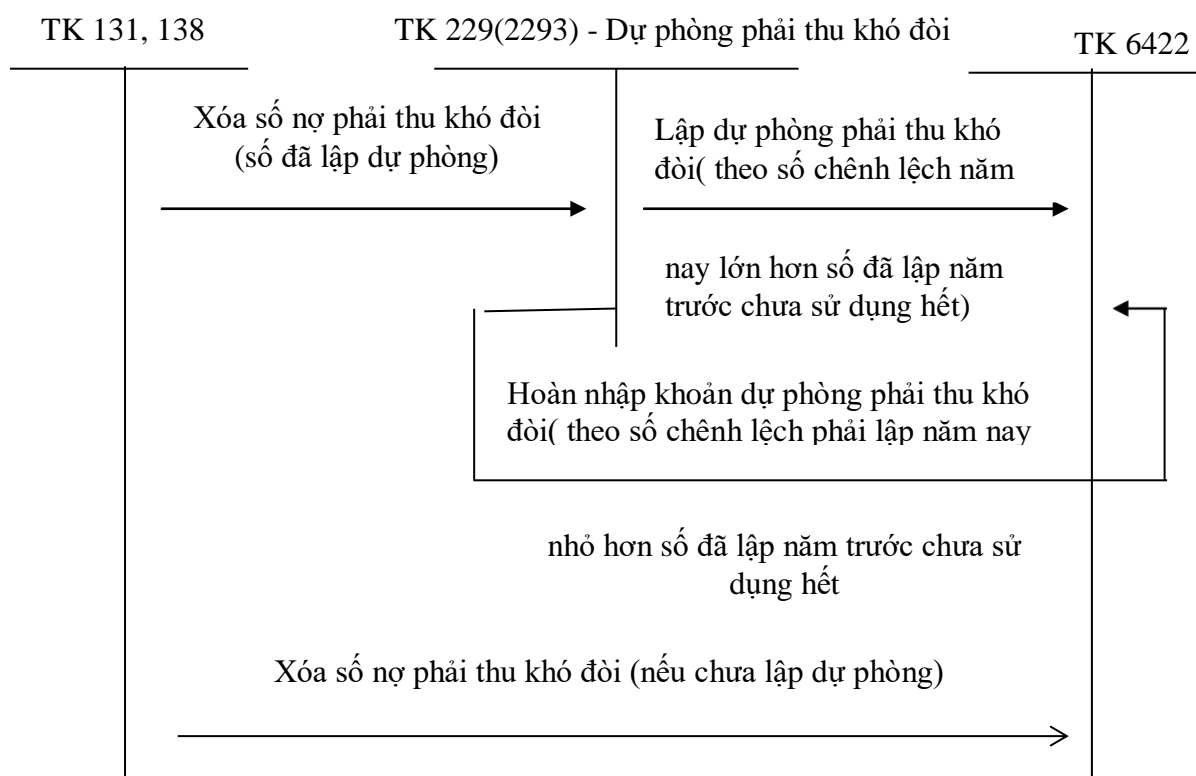 TK 131, 138
TK 229(2293) - Dự phòng phải thu khó đòi
TK 6422
Xóa số nợ phải thu khó đòi
(số đã lập dự phòng)
Lập dự phòng phải thu khó
đòi( theo số chênh lệch năm
nay lớn hơn số đã lập năm
trước chưa sử dụng hết)
Hoàn nhập khoản dự phòng phải thu khó
đòi( theo số chênh lệch phải lập năm nay
nhỏ hơn số đã lập năm trước chưa sử
dụng hết
Xóa số nợ phải thu khó đòi (nếu chưa lập dự phòng)